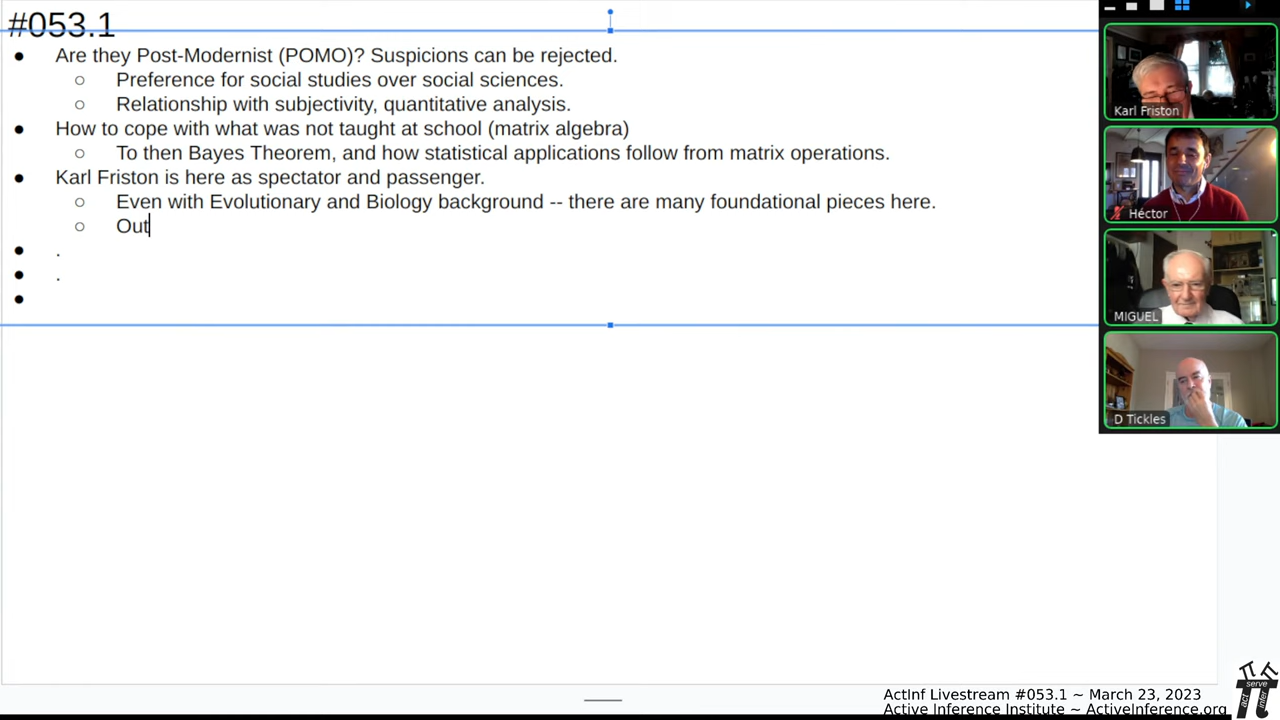 #053.1
● Are they Post-Modernist (POMO)? Suspicions can be rejected.
○ Preference for social studies over social sciences.
○ Relationship with subjectivity, quantitative analysis.
● How to cope with what was not taught at school (matrix algebra)
○ To then Bayes Theorem, and how statistical applications follow from matrix operations.
● Karl Friston is here as spectator and passenger.
○ Even with Evolutionary and Biology background -- there are many foundational pieces here.
○ Out
● .
● .
●
Karl Friston
Héctor
MIGUEL
D Tickles
ActInf Livestream #053.1 ~ March 23, 2023
Active Inference Institute ~ ActiveInference.org
serve
act
infer